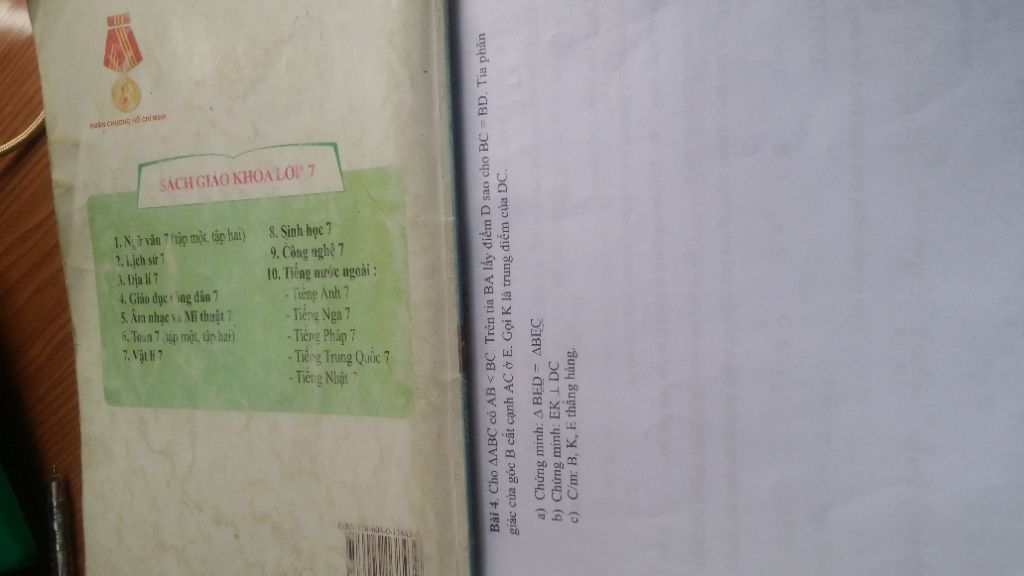 HUÂN CHƯƠNG HỒ CHÍ MINH
SÁCH GIÁO KHOA LỚP 7
1. Ngữ văn 7 (tập một, tập hai)
2. Lịch sử 7
3. Địa lí 7
4. Giáo dục công dân 7
5. Âm nhạc và Mĩ thuật 7
6. Toán 7 (tập một, tập hai)
7. Vật lí 7
8. Sinh học 7
9. Công nghệ 7
10. Tiếng nước ngoài :
- Tiếng Anh 7
- Tiếng Nga 7
- Tiếng Pháp 7
- Tiếng Trung Quốc 7
- Tiếng Nhật 7
ISBN
Bài 4. Cho ΔABC có AB < BC. Trên tia BA lấy điểm D sao cho BC = BD. Tia phân
giác của góc B cắt cạnh AC ở E. Gọi K là trung điểm của DC.
a) Chứng minh: Δ BED = ΔBEC
b) Chứng minh: EK ⊥ DC
c) C/m: B, K, E thẳng hàng.